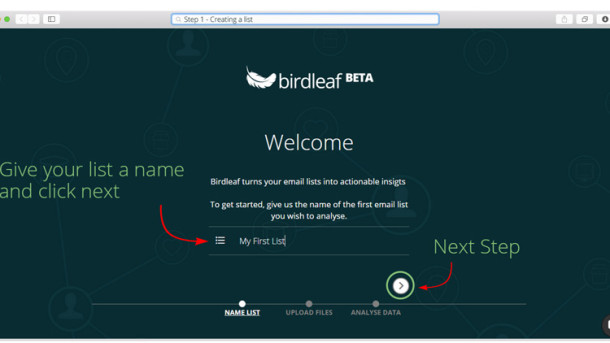 Step 1 - Creating a list
birdleaf BETA
Welcome
Give your list a name
and click next
Birdleaf turns your email lists into actionable insigts
To get started, give us the name of the first email list
you wish to analyse.
My First List
Next Step
NAME LIST
UPLOAD FILES
ANALYSE DATA